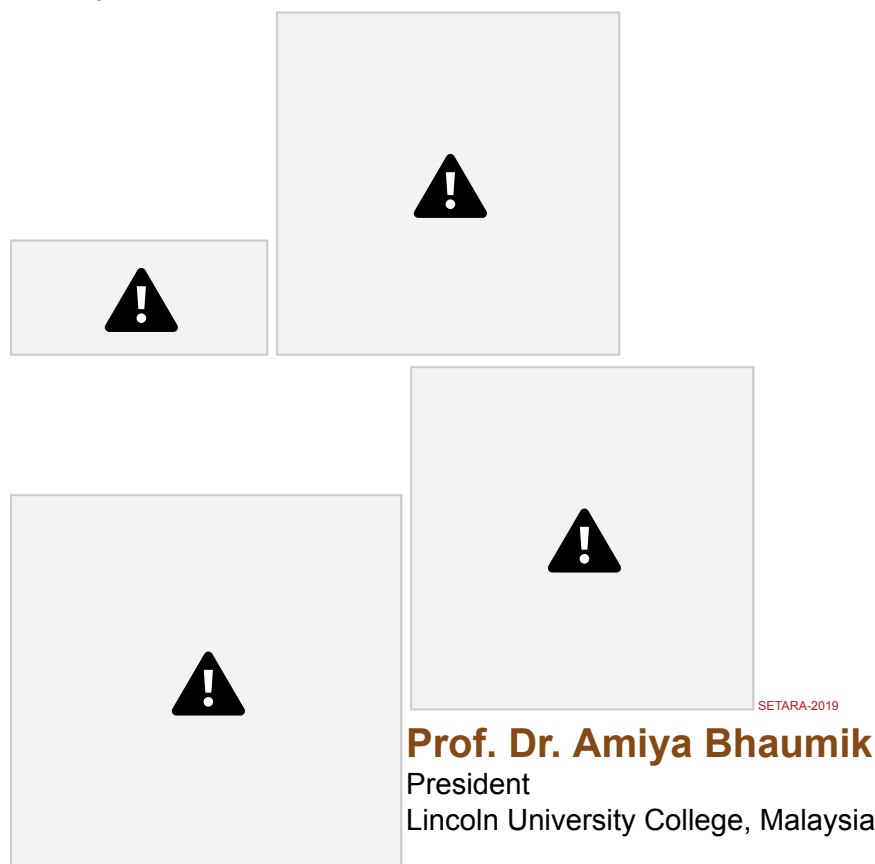 SETARA-2019
Prof. Dr. Amiya Bhaumik
President
Lincoln University College, Malaysia